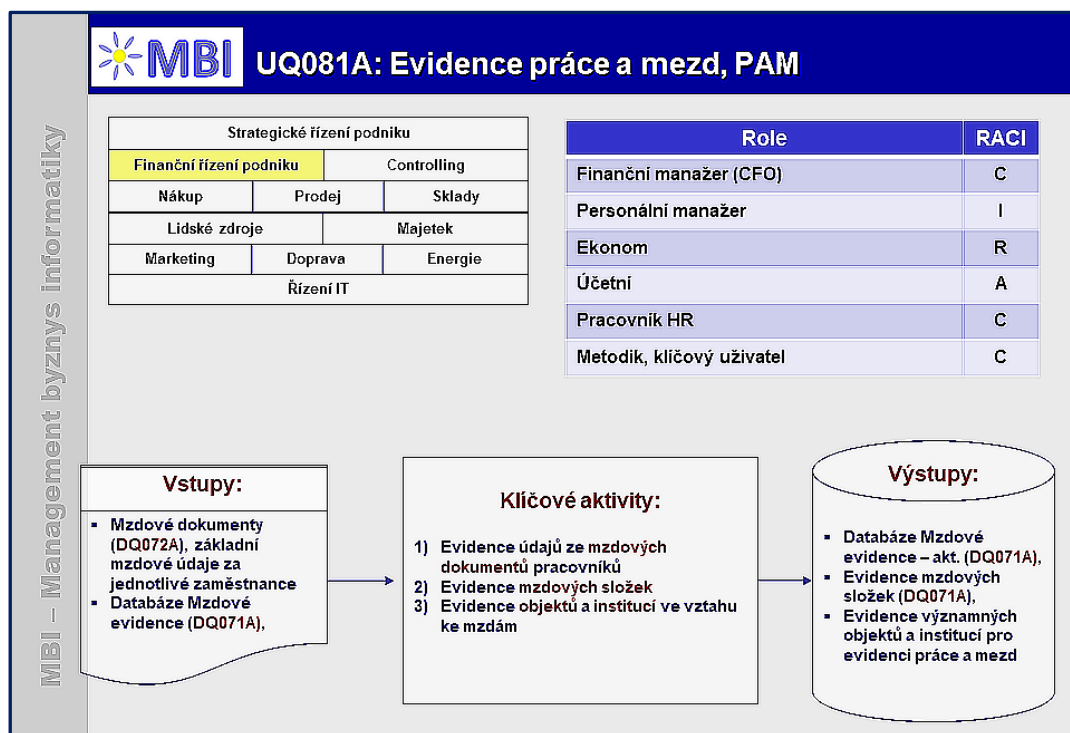 MBI
UQ081A: Evidence práce a mezd, PAM
MBI – Management byznys informatiky
Strategické řízení podniku
Finanční řízení podniku
Controlling
Nákup
Prodej
Sklady
Lidské zdroje
Majetek
Marketing
Doprava
Energie
Řízení IT
Role RACI
Finanční manažer (CFO) C
Personální manažer I
Ekonom R
Účetní A
Pracovník HR C
Metodik, klíčový uživatel C
Vstupy:
▪ Mzdové dokumenty
(DQ072A), základní
mzdové údaje za
jednotlivé zaměstnance
▪ Databáze Mzdové
evidence (DQ071A),
Klíčové aktivity:
1) Evidence údajů ze mzdových
dokumentů pracovníků
2) Evidence mzdových složek
3) Evidence objektů a institucí ve vztahu
ke mzdám
Výstupy:
▪ Databáze Mzdové
evidence – akt. (DQ071A),
▪ Evidence mzdových
složek (DQ071A),
▪ Evidence významných
objektů a institucí pro
evidenci práce a mezd